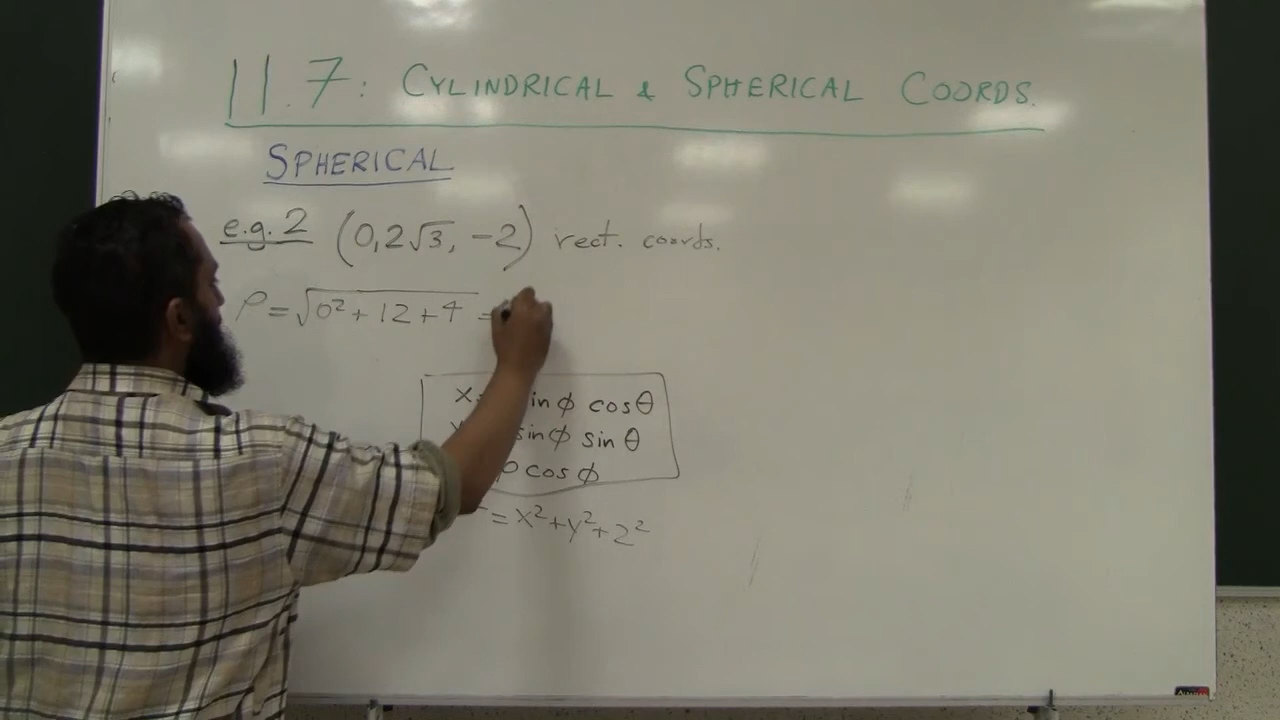 11.7: CYLINDRICAL & SPHERICAL COORDS.
SPHERICAL
e.g. 2 (0, 2√3, -2) rect. coords.
ρ = √0² + 12 + 4 =
x = sin φ cos θ
sin φ sin θ
ρ cos φ
= x² + y² + z²